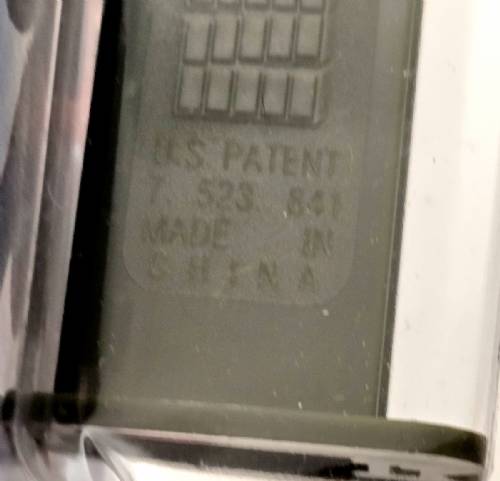 U.S. PATENT
7. 523. 841
MADE IN
CHINA